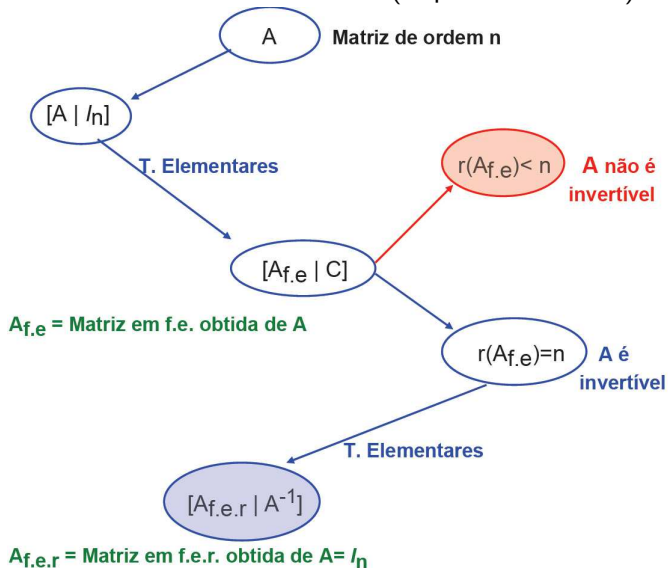 A Matriz de ordem n
[A | In]
T. Elementares
r(Af.e)< n A não é
invertível
[Af.e | C]
Af.e = Matriz em f.e. obtida de A
r(Af.e)=n A é
invertível
T. Elementares
[Af.e.r | A-1]
Af.e.r = Matriz em f.e.r. obtida de A= In